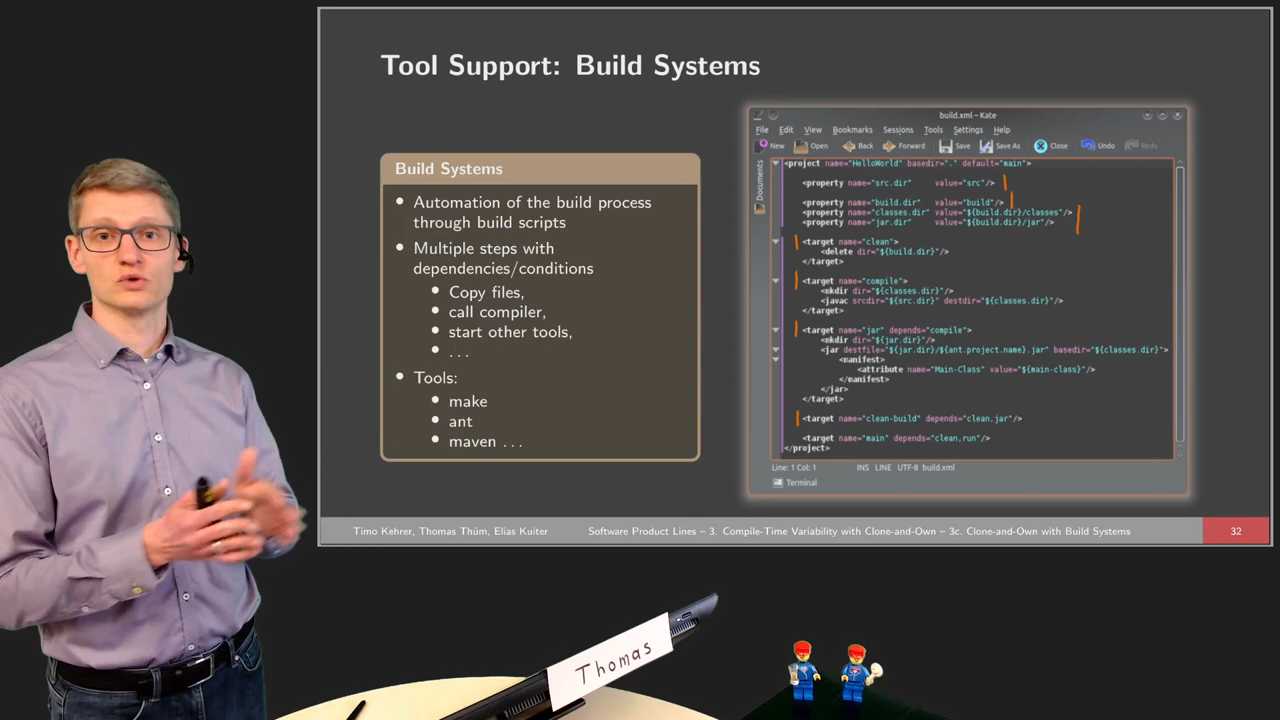 Tool Support: Build Systems
Build Systems
Automation of the build process
through build scripts
Multiple steps with
dependencies/conditions
Copy files,
call compiler,
start other tools,
...
Tools:
make
ant
maven ...
build.xml – Kate
File Edit View Bookmarks Sessions Tools Settings Help
New Open Back Forward Save Save As Close Undo Redo
Documents
<project name="HelloWorld" basedir="." default="main">
<property name="src.dir" value="src"/>
<property name="build.dir" value="build"/>
<property name="classes.dir" value="${build.dir}/classes"/>
<property name="jar.dir" value="${build.dir}/jar"/>
<target name="clean">
<delete dir="${build.dir}"/>
</target>
<target name="compile">
<mkdir dir="${classes.dir}"/>
<javac srcdir="${src.dir}" destdir="${classes.dir}"/>
</target>
<target name="jar" depends="compile">
<mkdir dir="${jar.dir}"/>
<jar destfile="${jar.dir}/${ant.project.name}.jar" basedir="${classes.dir}">
<manifest>
<attribute name="Main-Class" value="${main-class}"/>
</manifest>
</jar>
</target>
<target name="clean-build" depends="clean,jar"/>
<target name="main" depends="clean,run"/>
</project>
Line: 1 Col: 1 INS LINE UTF-8 build.xml
Terminal
Timo Kehrer, Thomas Thüm, Elias Kuiter Software Product Lines – 3. Compile-Time Variability with Clone-and-Own – 3c. Clone-and-Own with Build Systems 32
Thomas